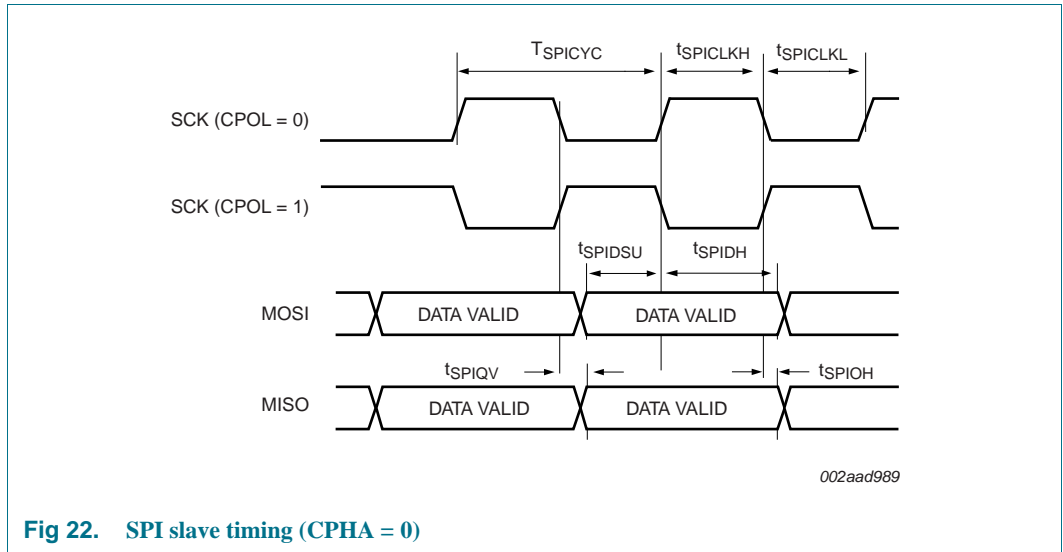 TSPICYC tSPICLKH tSPICLKL
SCK (CPOL = 0)
SCK (CPOL = 1)
tSPIDSU tSPIDH
MOSI DATA VALID DATA VALID
tSPIQV tSPIOH
MISO DATA VALID DATA VALID
002aad989
Fig 22. SPI slave timing (CPHA = 0)